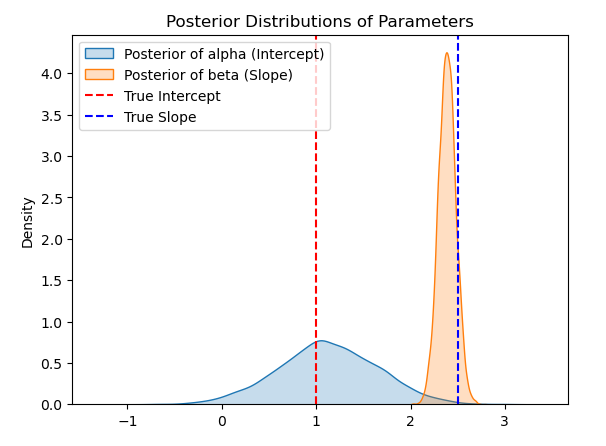 Posterior Distributions of Parameters
Posterior of alpha (Intercept)
Posterior of beta (Slope)
True Intercept
True Slope
Density
4.0
3.5
3.0
2.5
2.0
1.5
1.0
0.5
0.0
−1 0 1 2 3